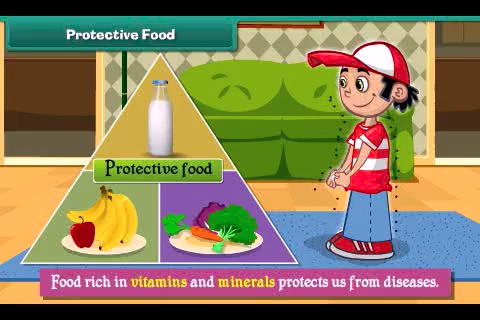 Protective Food
Protective food
Food rich in vitamins and minerals protects us from diseases.